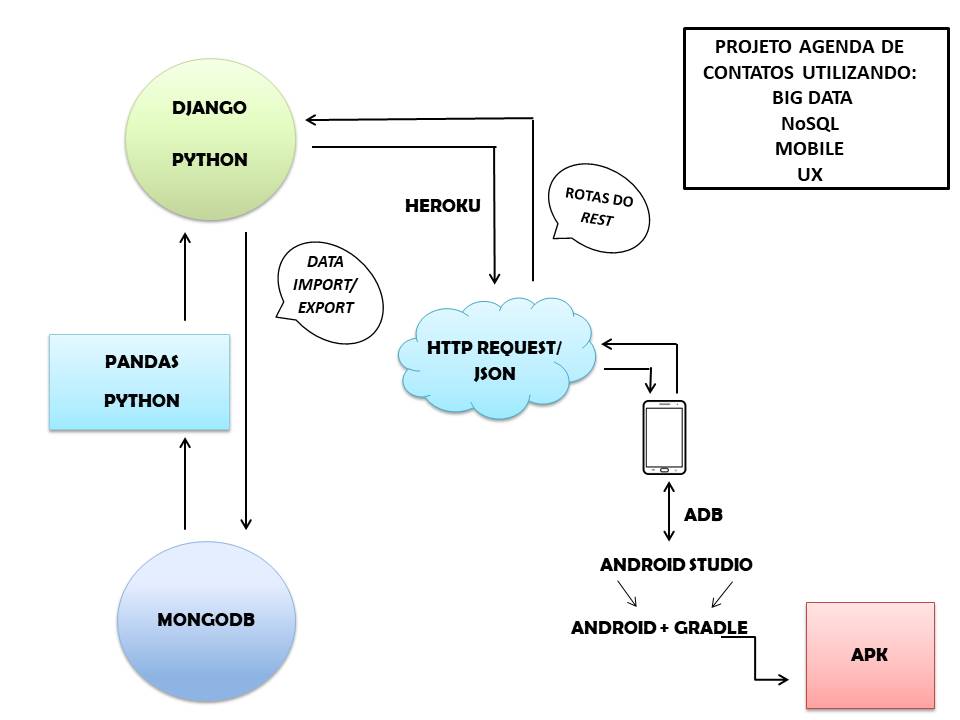 PROJETO AGENDA DE
CONTATOS UTILIZANDO:
BIG DATA
NoSQL
MOBILE
UX
DJANGO
PYTHON
HEROKU
ROTAS DO
REST
DATA
IMPORT/
EXPORT
PANDAS
PYTHON
HTTP REQUEST/
JSON
ADB
ANDROID STUDIO
MONGODB
ANDROID + GRADLE
APK